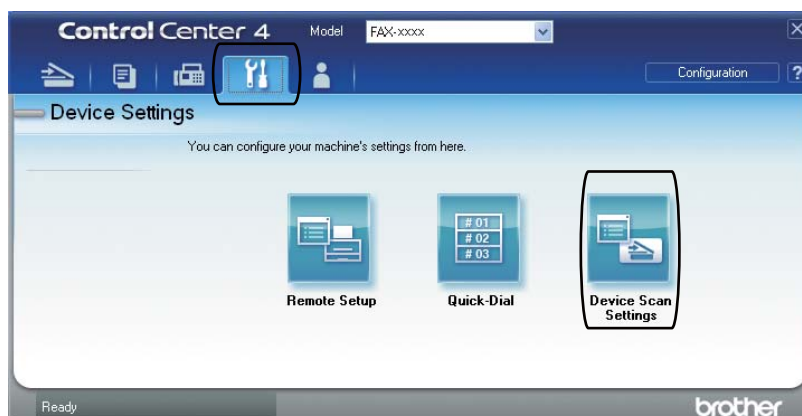 Control Center 4 Model FAX-xxxx
Configuration ?
Device Settings
You can configure your machine's settings from here.
# 01
# 02
# 03
Remote Setup Quick-Dial Device Scan
Settings
Ready brother